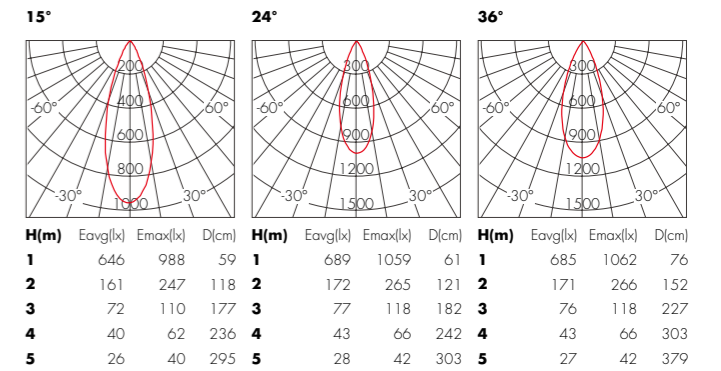 15° 24° 36°
200 300 300
400 600 600
-60° 60° -60° 60° -60° 60°
600 900 900
800 1200 1200
-30° 30° -30° 30° -30° 30°
1000 1500 1500
H(m) Eavg(lx) Emax(lx) D(cm) H(m) Eavg(lx) Emax(lx) D(cm) H(m) Eavg(lx) Emax(lx) D(cm)
1 646 988 59 1 689 1059 61 1 685 1062 76
2 161 247 118 2 172 265 121 2 171 266 152
3 72 110 177 3 77 118 182 3 76 118 227
4 40 62 236 4 43 66 242 4 43 66 303
5 26 40 295 5 28 42 303 5 27 42 379